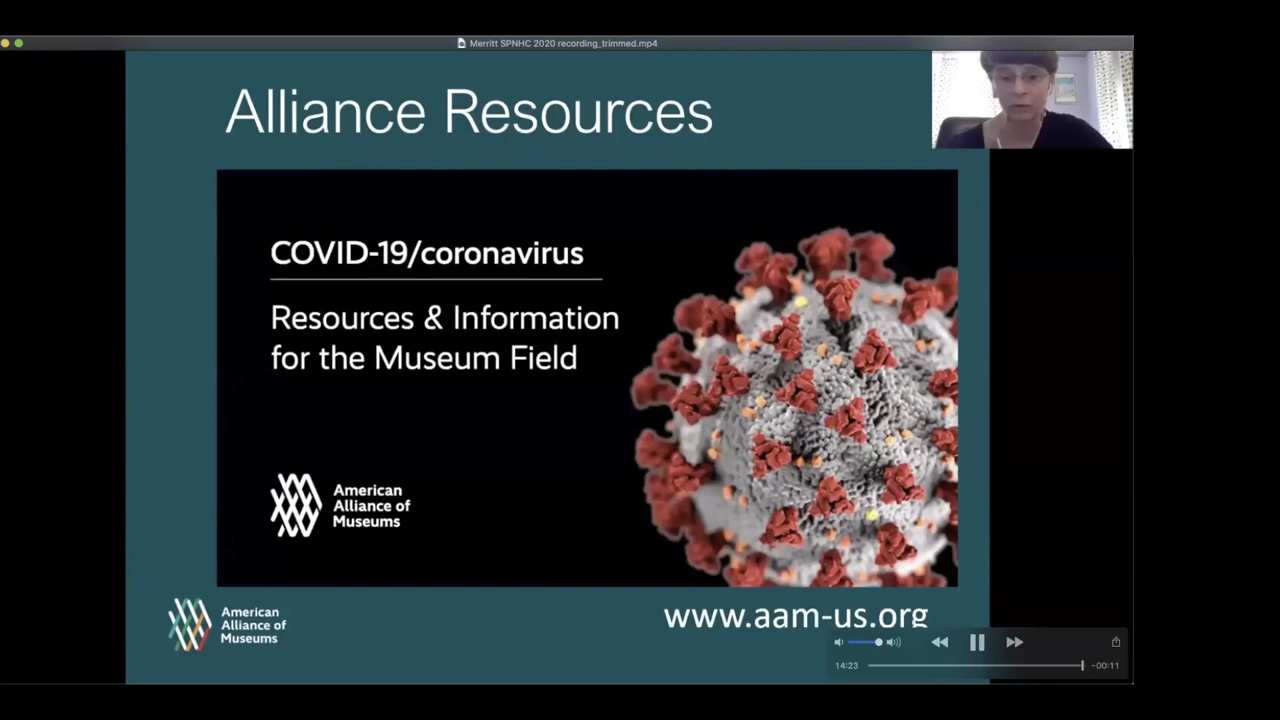 Merritt SPNHC 2020 recording_trimmed.mp4
Alliance Resources
COVID-19/coronavirus
Resources & Information
for the Museum Field
American
Alliance of
Museums
American
Alliance of
Museums
www.aam-us.org
14:23
-00:11